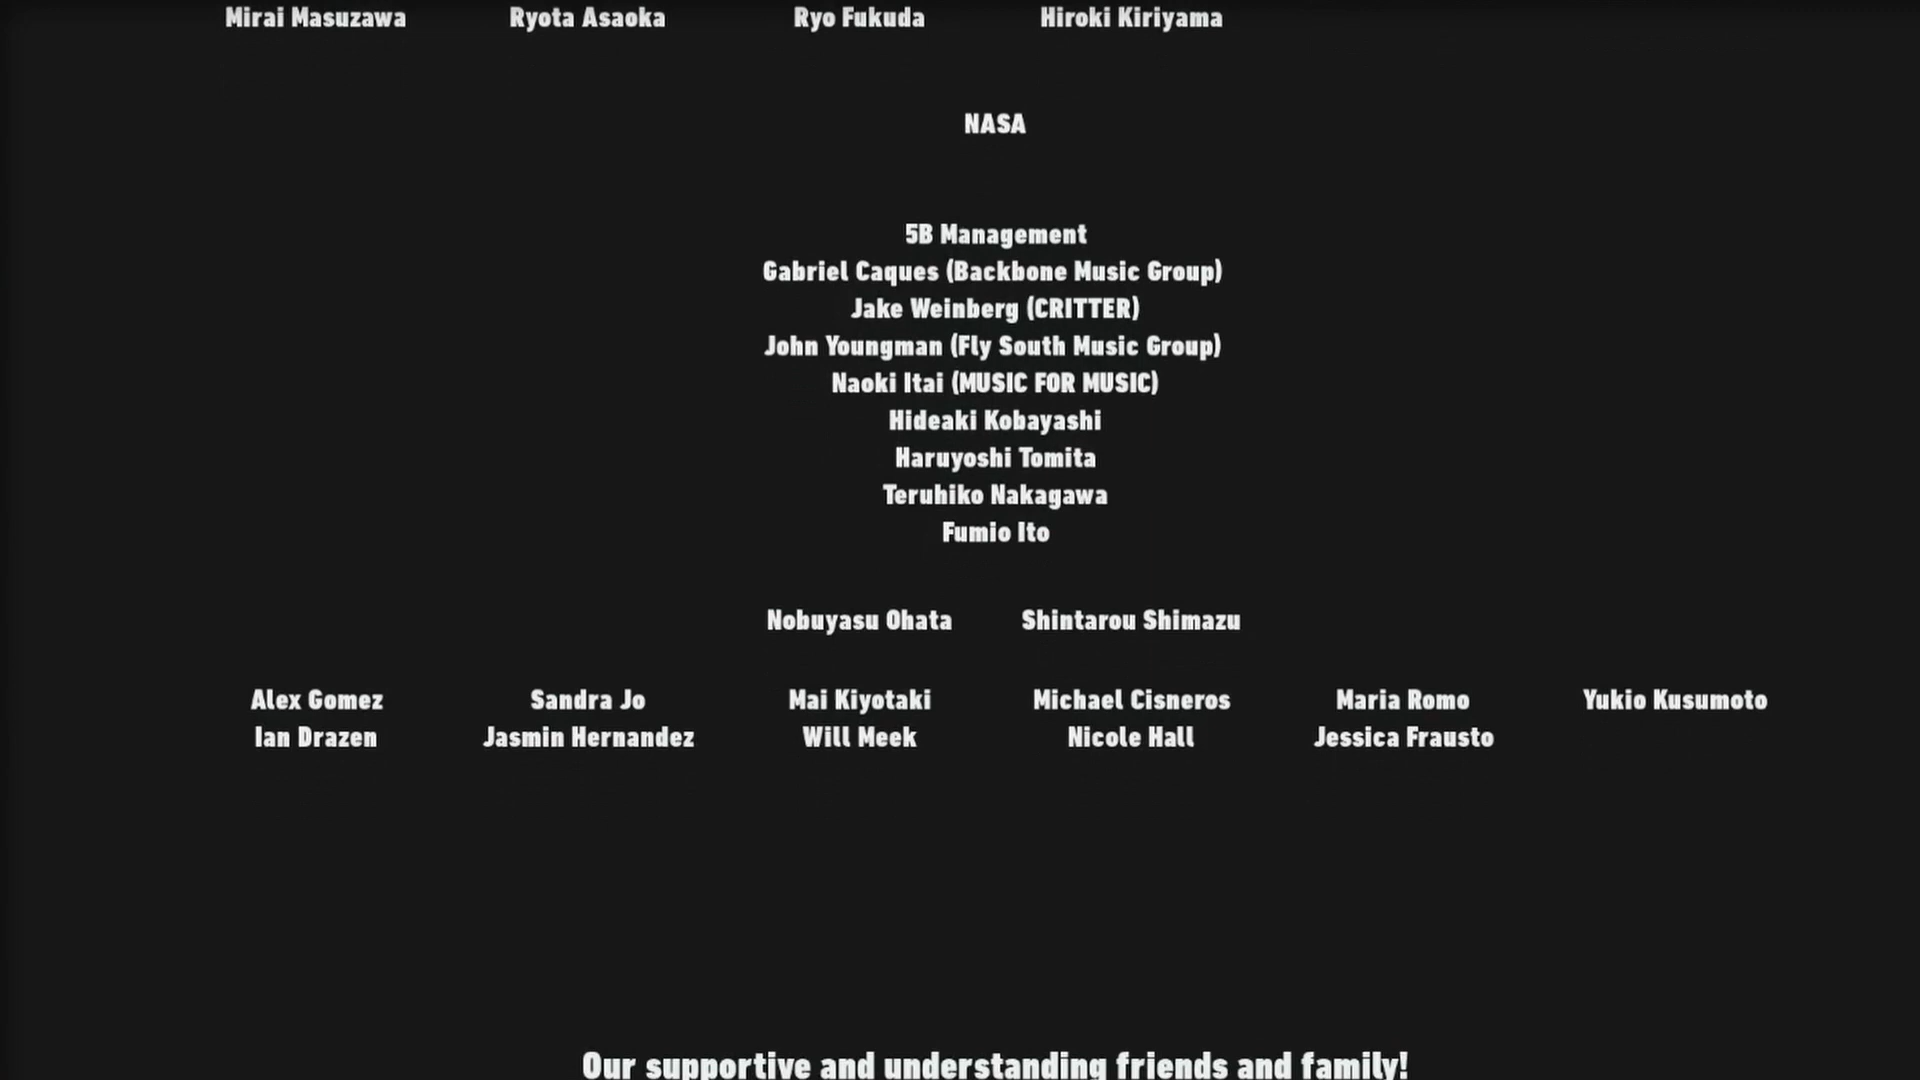 Mirai Masuzawa Ryota Asaoka Ryo Fukuda Hiroki Kiriyama
NASA
5B Management
Gabriel Caques (Backbone Music Group)
Jake Weinberg (CRITTER)
John Youngman (Fly South Music Group)
Naoki Itai (MUSIC FOR MUSIC)
Hideaki Kobayashi
Haruyoshi Tomita
Teruhiko Nakagawa
Fumio Ito
Nobuyasu Ohata Shintarou Shimazu
Alex Gomez Sandra Jo Mai Kiyotaki Michael Cisneros Maria Romo Yukio Kusumoto
Ian Drazen Jasmin Hernandez Will Meek Nicole Hall Jessica Frausto
Our supportive and understanding friends and family!